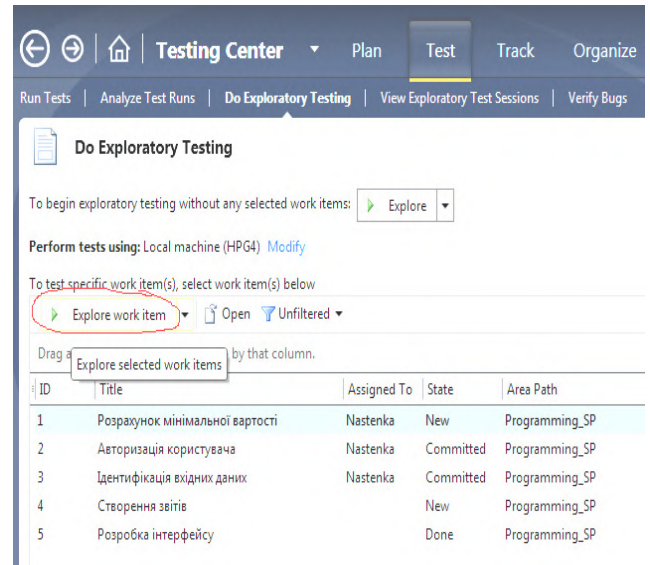 Testing Center Plan Test Track Organize
Run Tests | Analyze Test Runs | Do Exploratory Testing | View Exploratory Test Sessions | Verify Bugs
Do Exploratory Testing
To begin exploratory testing without any selected work items: Explore
Perform tests using: Local machine (HPG4) Modify
To test specific work item(s), select work item(s) below
Explore work item Open Unfiltered
Drag a by that column.
Explore selected work items
ID Title Assigned To State Area Path
1 Розрахунок мінімальної вартості Nastenka New Programming_SP
2 Авторизація користувача Nastenka Committed Programming_SP
3 Ідентифікація вхідних даних Nastenka Committed Programming_SP
4 Створення звітів New Programming_SP
5 Розробка інтерфейсу Done Programming_SP